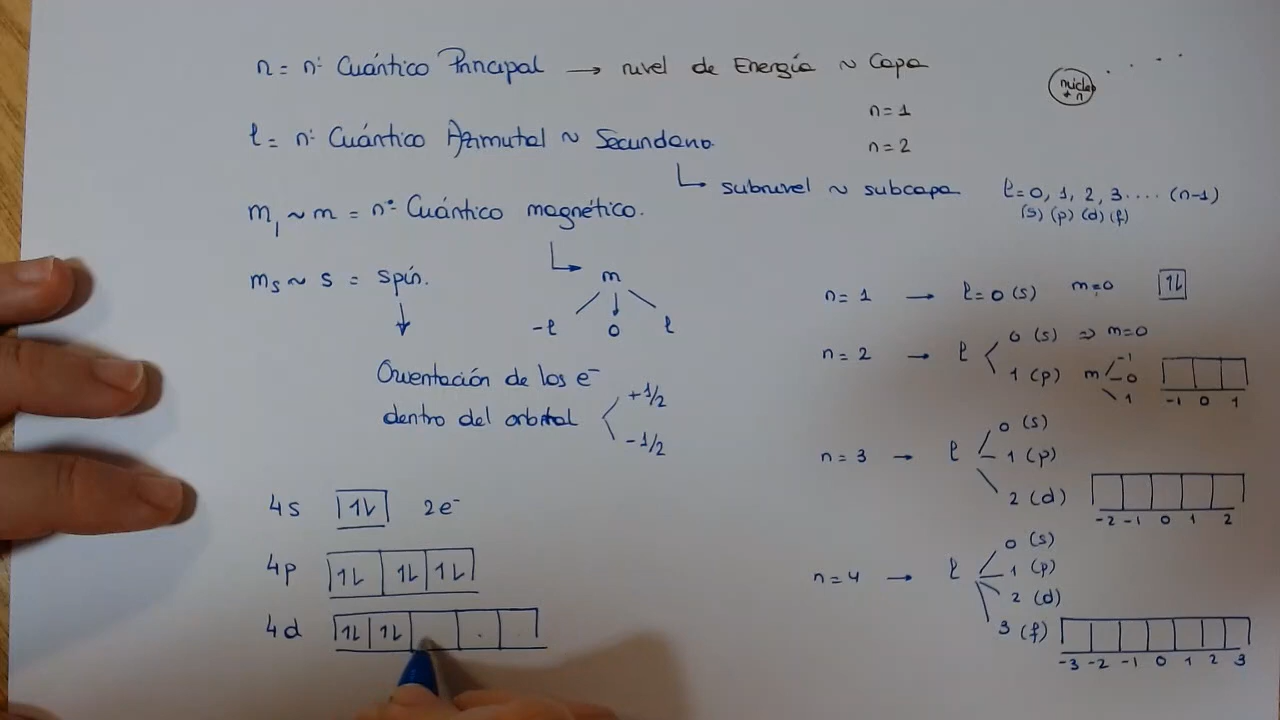 n = nº Cuántico Principal → nivel de Energía ~ Capa
núcleo
+ n
n = 1
n = 2
l = nº Cuántico Azimutal ~ Secundario.
subnivel ~ subcapa l = 0, 1, 2, 3 .... (n-1)
(s) (p) (d) (f)
m₁ ~ m = nº Cuántico magnético.
m
-l 0 l
ms ~ s = spín.
Orientación de los e⁻
dentro del orbital
+1/2
-1/2
n = 1 → l = 0 (s) m = 0 1L
n = 2 → l
0 (s) ⇒ m = 0
1 (p) m
-1
0
1
-1 0 1
n = 3 → l
0 (s)
1 (p)
2 (d)
-2 -1 0 1 2
n = 4 → l
0 (s)
1 (p)
2 (d)
3 (f)
-3 -2 -1 0 1 2 3
4s 1L 2e⁻
4p 1L 1L 1L
4d 1L 1L